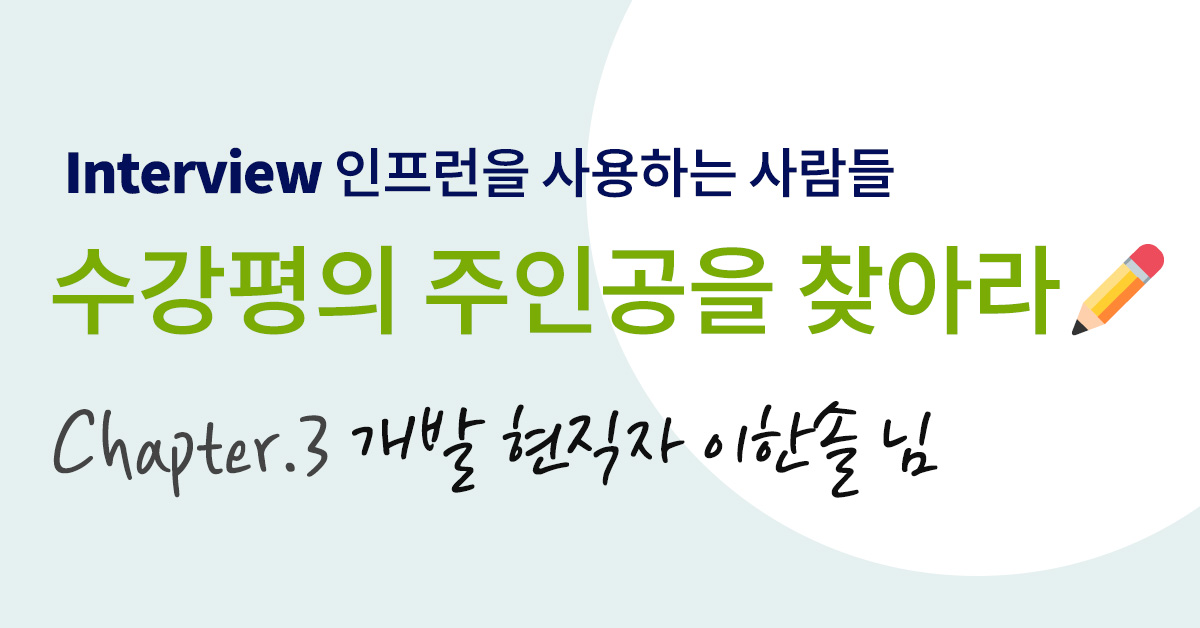 Interview 인프런을 사용하는 사람들
수강평의 주인공을 찾아라
Chapter.3 개발 현직자 이한솔 님